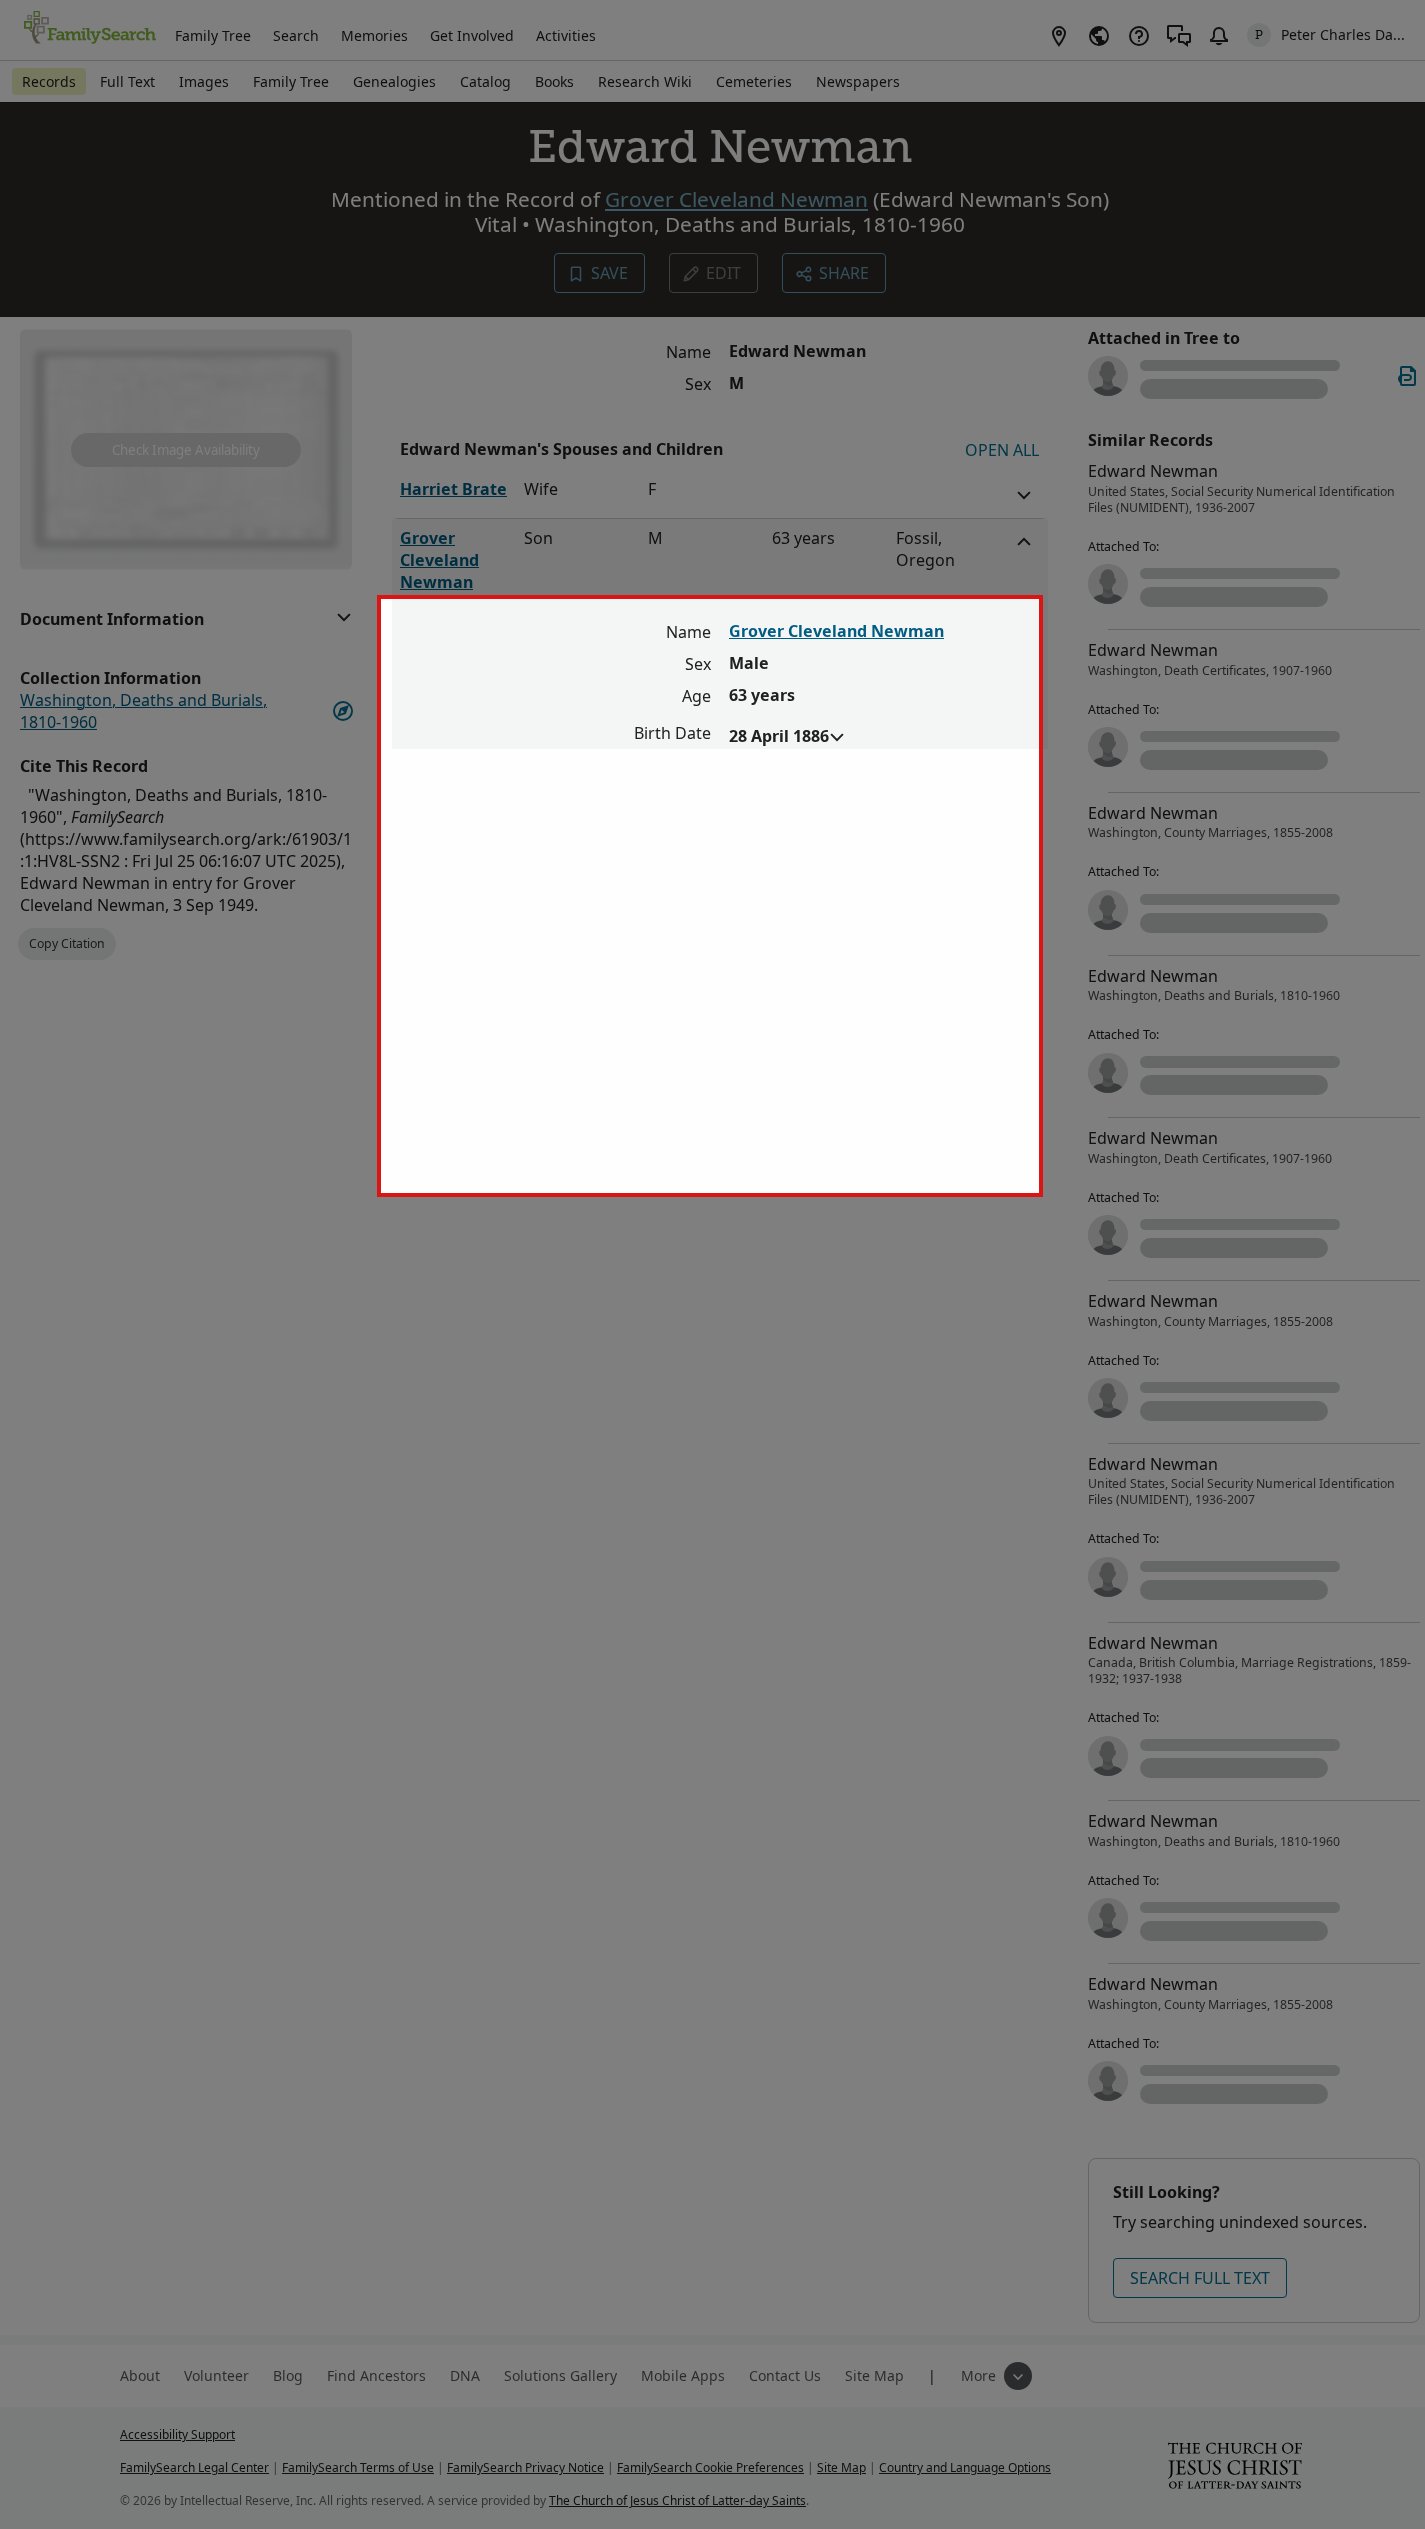 FamilySearch
Family Tree
Search
Memories
Get Involved
Activities
P
Peter Charles Da...
Records
Full Text
Images
Family Tree
Genealogies
Catalog
Books
Research Wiki
Cemeteries
Newspapers
Edward Newman
Mentioned in the Record of Grover Cleveland Newman (Edward Newman's Son)
Vital • Washington, Deaths and Burials, 1810-1960
SAVE
EDIT
SHARE
Check Image Availability
Document Information
Collection Information
Washington, Deaths and Burials,
1810-1960
Cite This Record
"Washington, Deaths and Burials, 1810-
1960", FamilySearch
(https://www.familysearch.org/ark:/61903/1
:1:HV8L-SSN2 : Fri Jul 25 06:16:07 UTC 2025),
Edward Newman in entry for Grover
Cleveland Newman, 3 Sep 1949.
Copy Citation
Name Edward Newman
Sex M
Edward Newman's Spouses and Children
OPEN ALL
Harriet Brate Wife F
Grover Son M 63 years Fossil,
Cleveland Oregon
Newman
Name Grover Cleveland Newman
Sex Male
Age 63 years
Birth Date 28 April 1886
Attached in Tree to
Similar Records
Edward Newman
United States, Social Security Numerical Identification
Files (NUMIDENT), 1936-2007
Attached To:
Edward Newman
Washington, Death Certificates, 1907-1960
Attached To:
Edward Newman
Washington, County Marriages, 1855-2008
Attached To:
Edward Newman
Washington, Deaths and Burials, 1810-1960
Attached To:
Edward Newman
Washington, Death Certificates, 1907-1960
Attached To:
Edward Newman
Washington, County Marriages, 1855-2008
Attached To:
Edward Newman
United States, Social Security Numerical Identification
Files (NUMIDENT), 1936-2007
Attached To:
Edward Newman
Canada, British Columbia, Marriage Registrations, 1859-
1932; 1937-1938
Attached To:
Edward Newman
Washington, Deaths and Burials, 1810-1960
Attached To:
Edward Newman
Washington, County Marriages, 1855-2008
Attached To:
Still Looking?
Try searching unindexed sources.
SEARCH FULL TEXT
About
Volunteer
Blog
Find Ancestors
DNA
Solutions Gallery
Mobile Apps
Contact Us
Site Map
|
More
Accessibility Support
FamilySearch Legal Center | FamilySearch Terms of Use | FamilySearch Privacy Notice | FamilySearch Cookie Preferences | Site Map | Country and Language Options
© 2026 by Intellectual Reserve, Inc. All rights reserved. A service provided by The Church of Jesus Christ of Latter-day Saints.
THE CHURCH OF
JESUS CHRIST
OF LATTER-DAY SAINTS